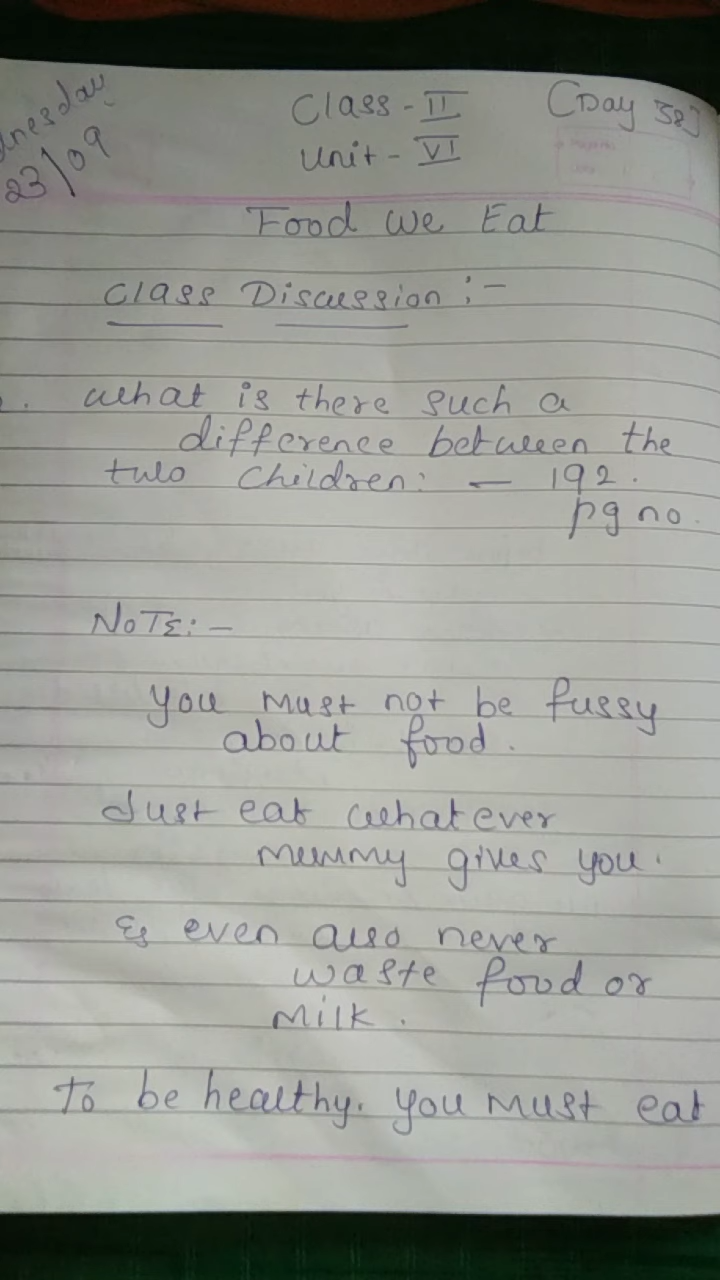 Wednesday
23/09
Class - II
(Day 38)
Unit - VI
Food We Eat
Class Discussion :-
what is there such a
difference between the
two Children: - 192.
pg no.
NOTE: -
you must not be fussy
about food.
Just eat whatever
mummy gives you.
& even also never
waste food or
Milk.
To be healthy. you must eat